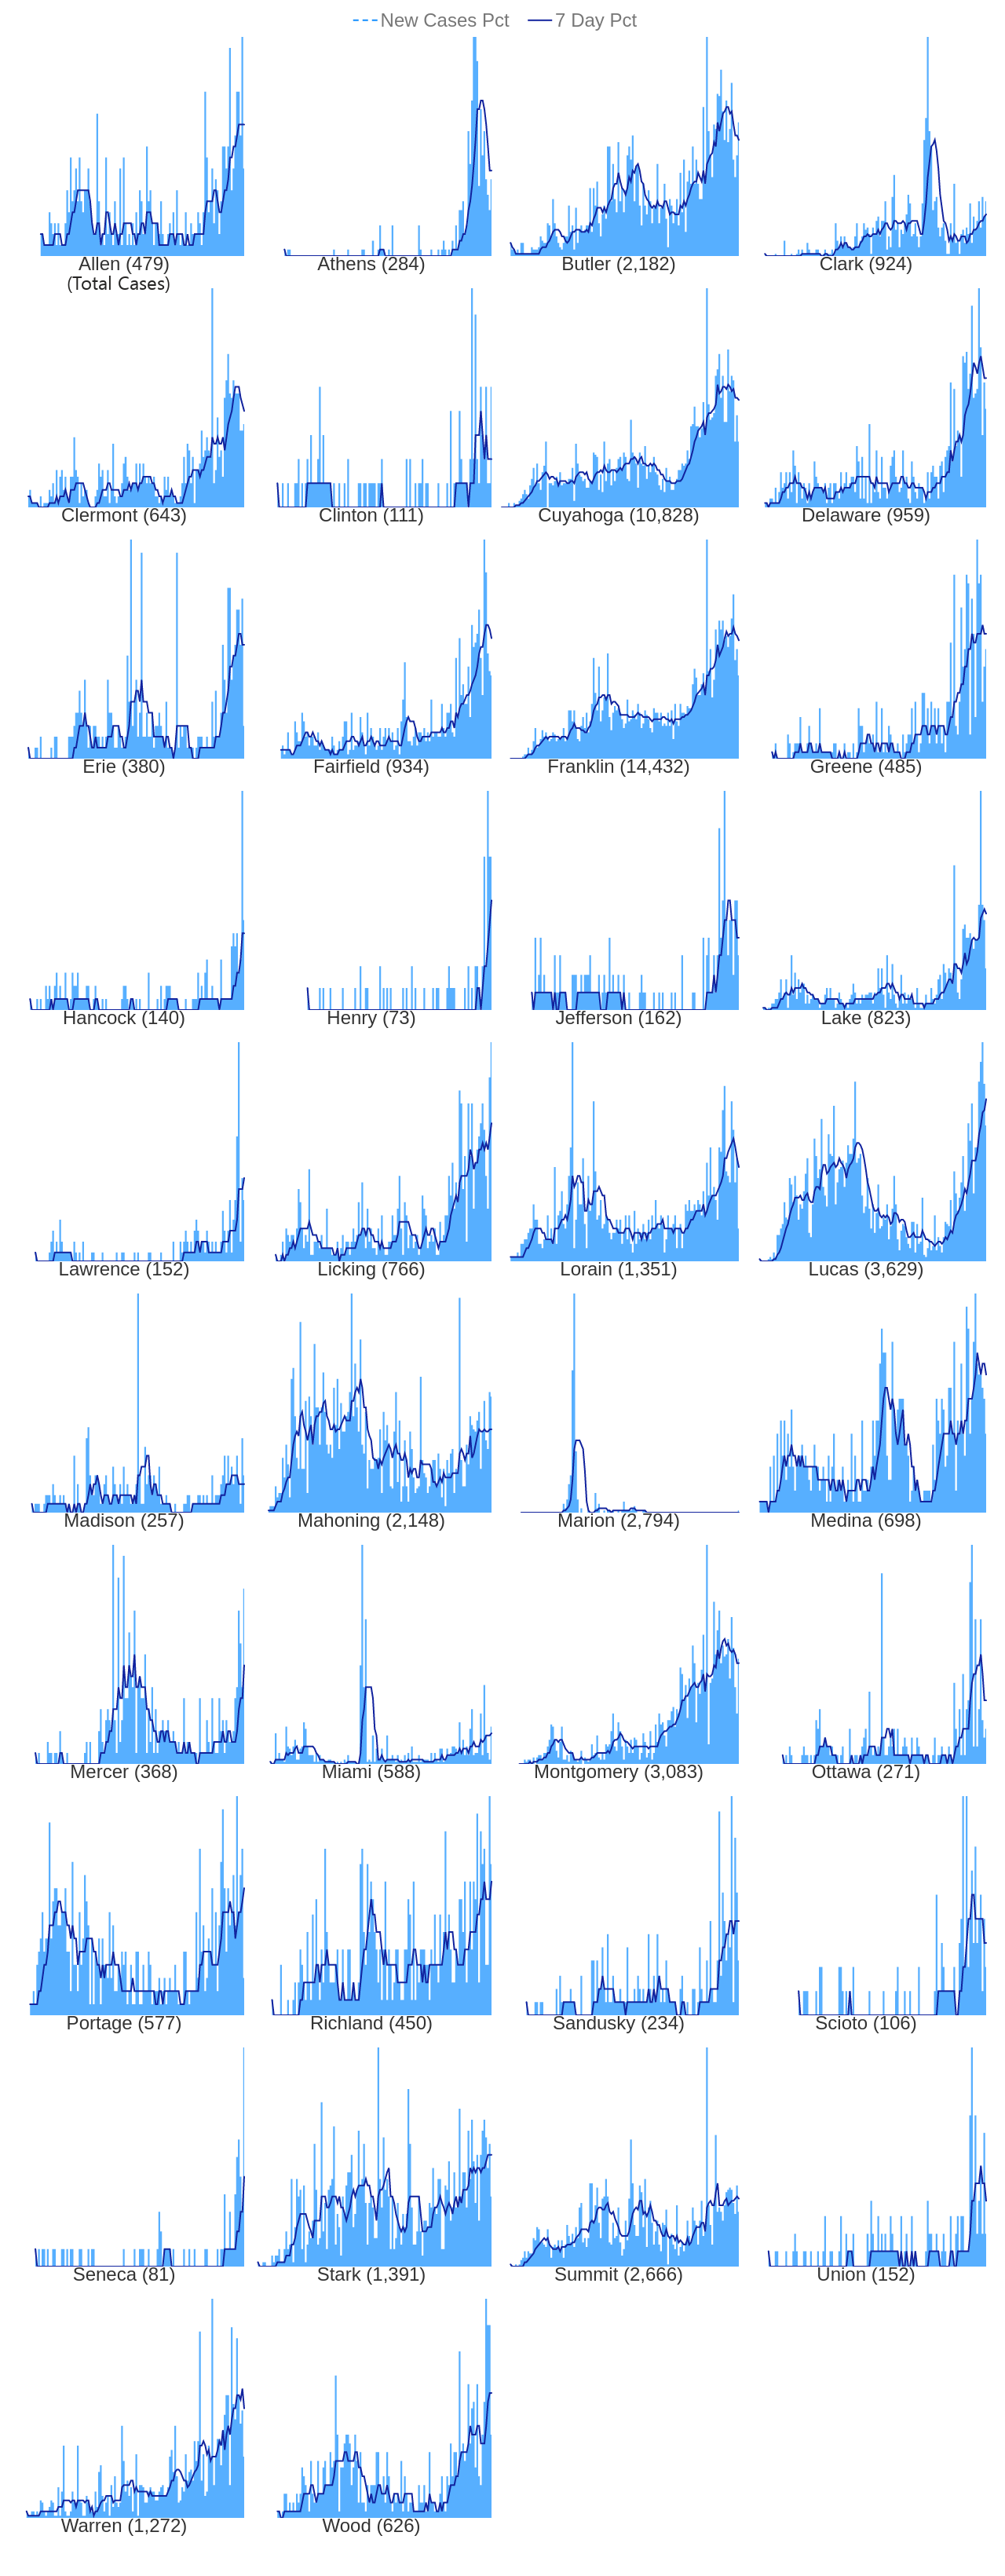 New Cases Pct 7 Day Pct
Allen (479) Athens (284) Butler (2,182) Clark (924)
(Total Cases)
Clermont (643) Clinton (111) Cuyahoga (10,828) Delaware (959)
Erie (380) Fairfield (934) Franklin (14,432) Greene (485)
Hancock (140) Henry (73) Jefferson (162) Lake (823)
Lawrence (152) Licking (766) Lorain (1,351) Lucas (3,629)
Madison (257) Mahoning (2,148) Marion (2,794) Medina (698)
Mercer (368) Miami (588) Montgomery (3,083) Ottawa (271)
Portage (577) Richland (450) Sandusky (234) Scioto (106)
Seneca (81) Stark (1,391) Summit (2,666) Union (152)
Warren (1,272) Wood (626)